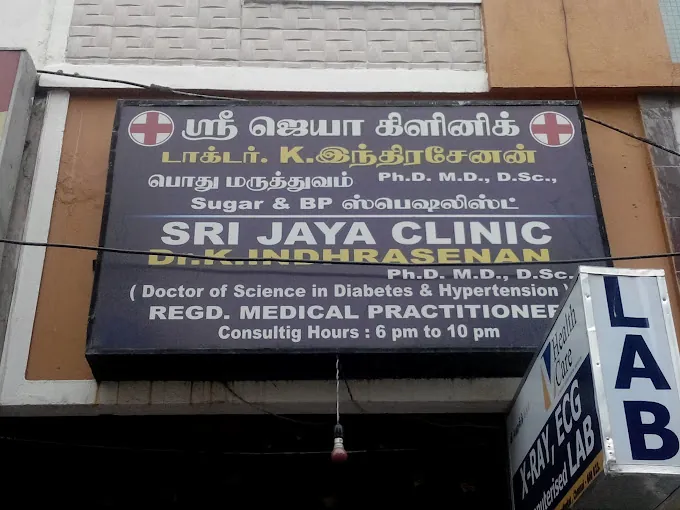 ஸ்ரீ ஜெயா கிளினிக்
டாக்டர். K.இந்திரசேனன்
பொது மருத்துவம் Ph.D. M.D., D.Sc.,
Sugar & BP ஸ்பெஷலிஸ்ட்
SRI JAYA CLINIC
Dr.K.INDHRASENAN
Ph.D. M.D., D.Sc.
( Doctor of Science in Diabetes & Hypertension )
REGD. MEDICAL PRACTITIONER
Consultig Hours : 6 pm to 10 pm
Health
Care
X-RAY, ECG
LAB
LAB